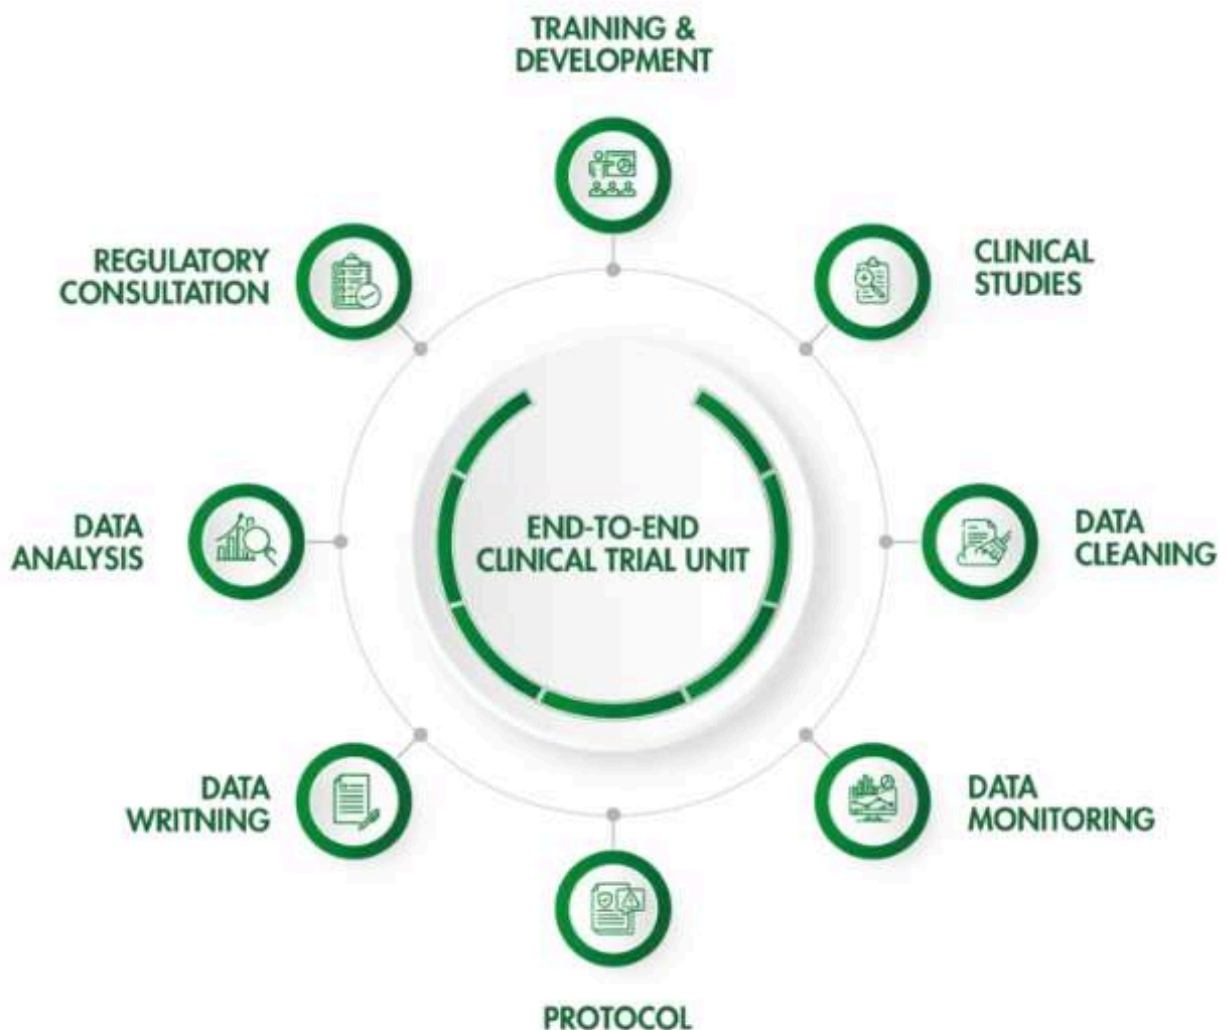 TRAINING &
DEVELOPMENT
REGULATORY
CONSULTATION
CLINICAL
STUDIES
END-TO-END
CLINICAL TRIAL UNIT
DATA
ANALYSIS
DATA
CLEANING
DATA
WRITNING
DATA
MONITORING
PROTOCOL